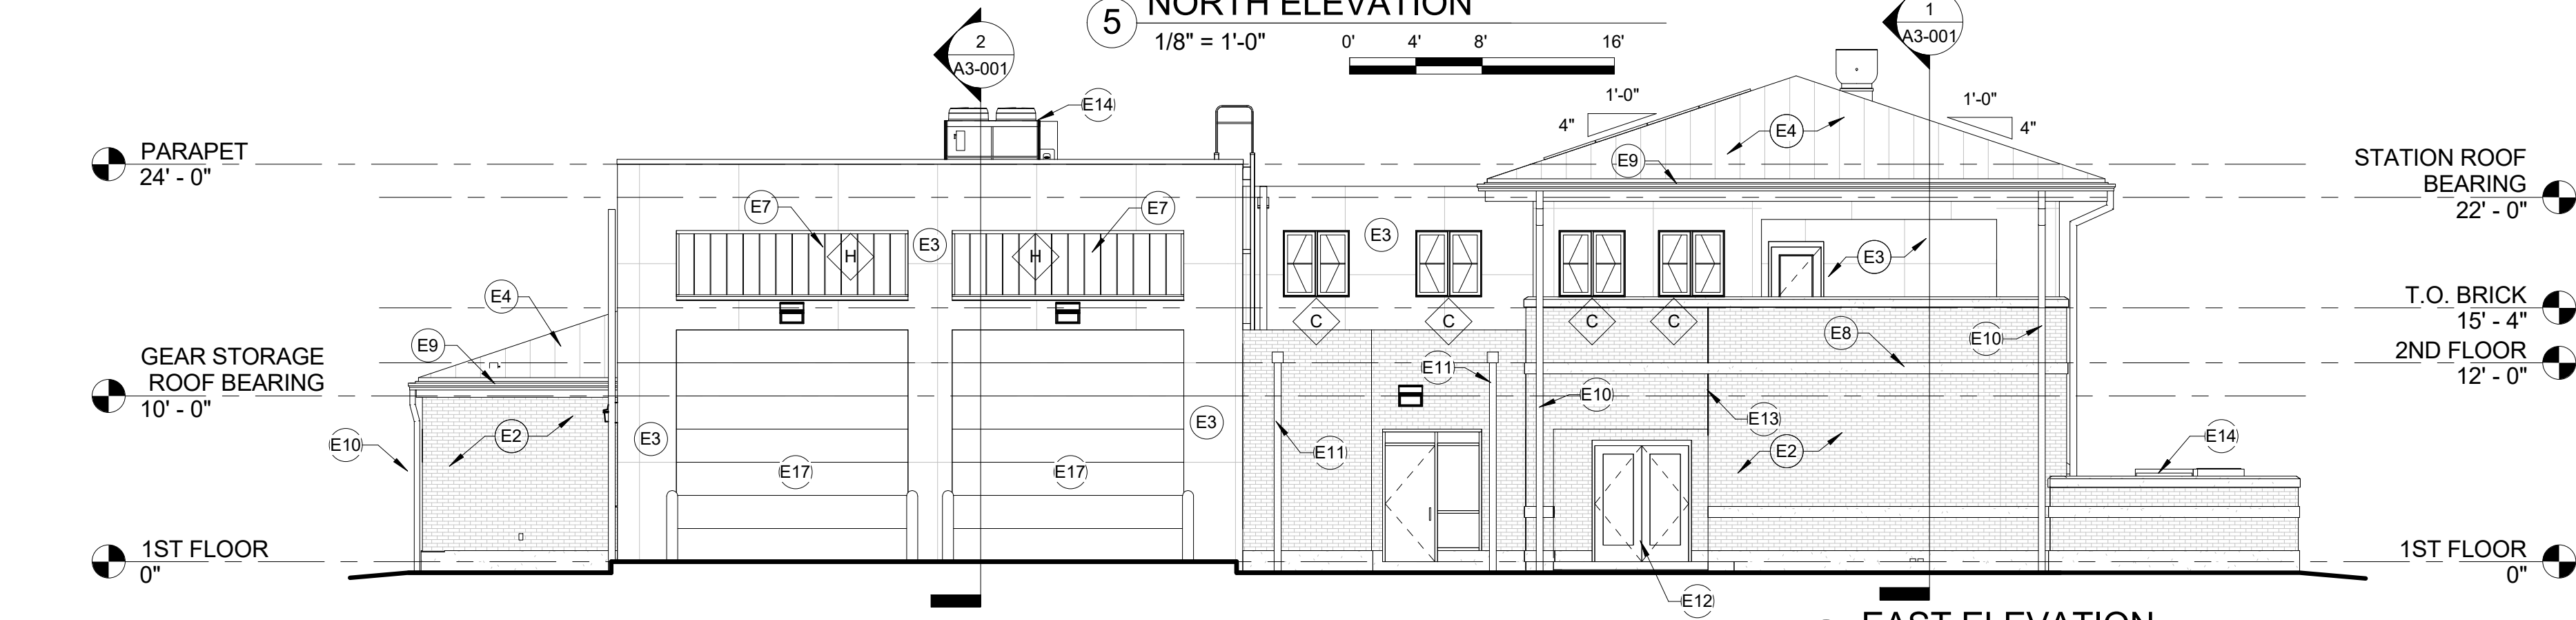 5 NORTH ELEVATION
1/8" = 1'-0"
0' 4' 8' 16'
2
A3-001
1
A3-001
E14
1'-0"
4"
1'-0"
4"
E4
E9
PARAPET
24' - 0"
STATION ROOF
BEARING
22' - 0"
E7
H
E3
H
E7
E3
E3
E4
E9
C
C
C
C
T.O. BRICK
15' - 4"
E8
E10
GEAR STORAGE
ROOF BEARING
10' - 0"
2ND FLOOR
12' - 0"
E11
E10
E13
E2
E10
E3
E17
E17
E3
E11
E2
E14
1ST FLOOR
0"
1ST FLOOR
0"
E12
EAST ELEVATION